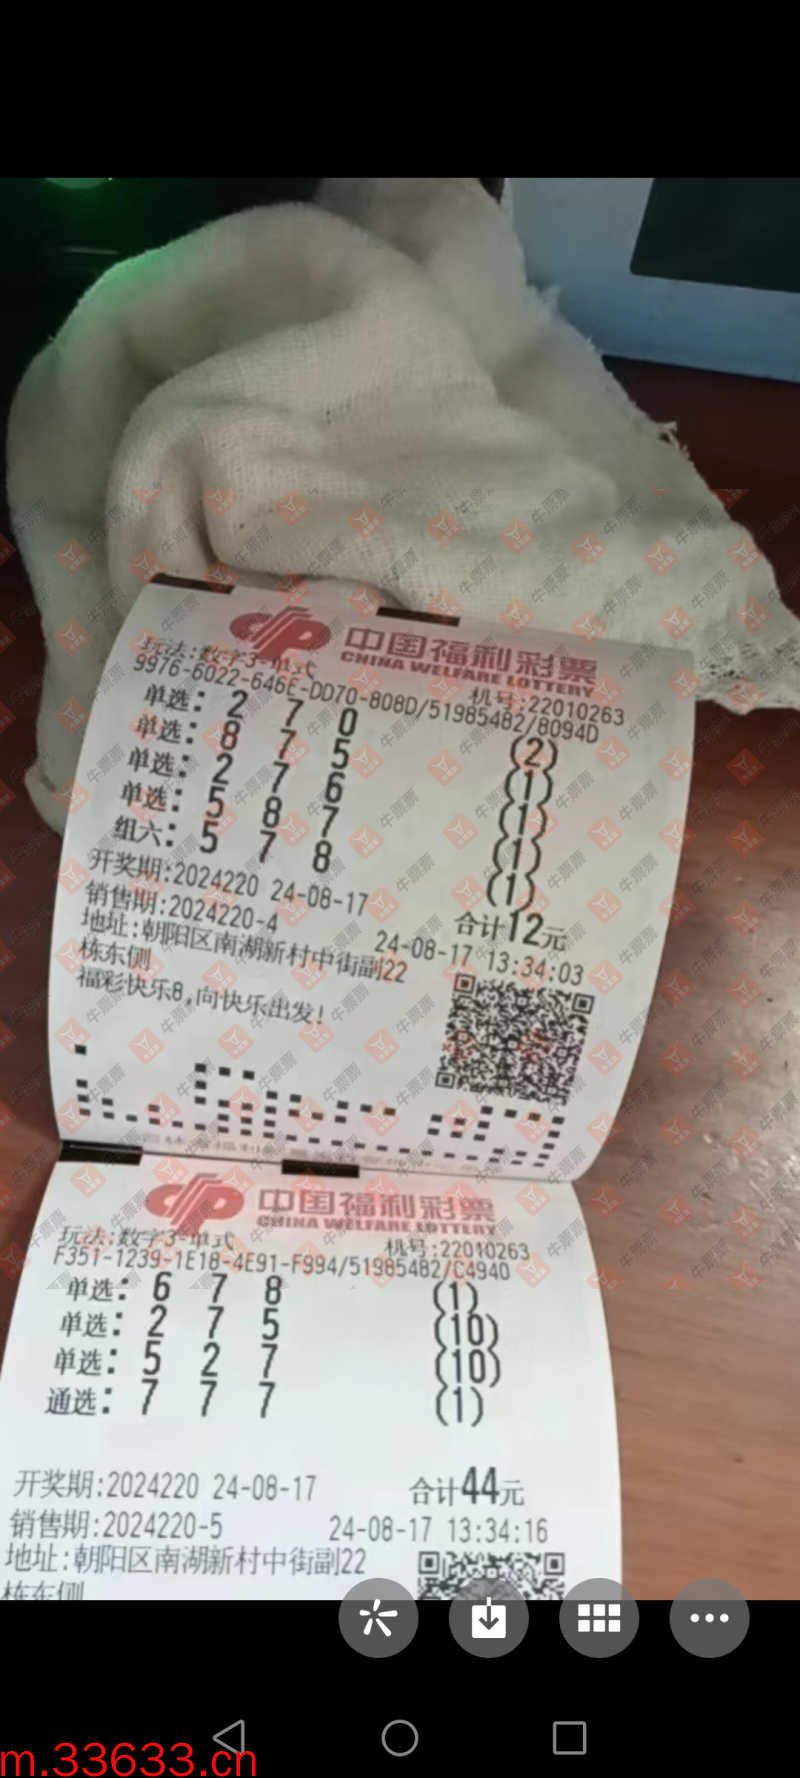 中国福利彩票
CHINA WELFARE LOTTERY
玩法:数字3-单式
机号:22010263
9976-6022-646E-DD70-808D/51985482/8094D
单选: 2 7 0 (2)
单选: 8 7 5 (1)
单选: 2 7 6 (1)
单选: 5 8 7 (1)
组六: 5 7 8 (1)
开奖期:2024220 24-08-17
合计12元
销售期:2024220-4
24-08-17 13:34:03
地址:朝阳区南湖新村中街副22
栋东侧
福彩快乐8,向快乐出发!
中国福利彩票
CHINA WELFARE LOTTERY
玩法:数字3-单式
机号:22010263
F351-1239-1E18-4E91-F994/51985482/C4940
单选: 6 7 8 (1)
单选: 2 7 5 (10)
单选: 5 2 7 (10)
通选: 7 7 7 (1)
开奖期:2024220 24-08-17
合计44元
销售期:2024220-5
24-08-17 13:34:16
地址:朝阳区南湖新村中街副22
栋东侧
m.33633.cn